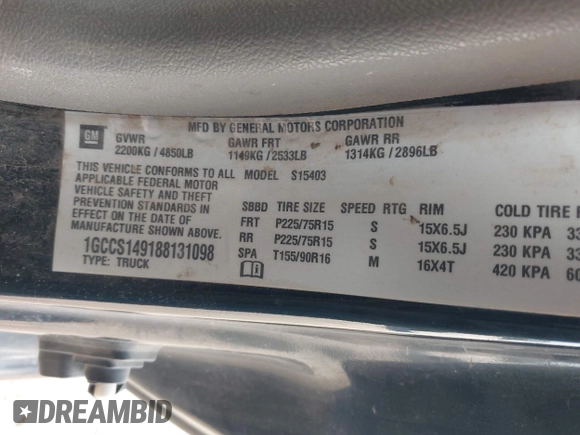 MFD BY GENERAL MOTORS CORPORATION
GM
GVWR GAWR FRT GAWR RR
2200KG / 4850LB 1149KG / 2533LB 1314KG / 2896LB
THIS VEHICLE CONFORMS TO ALL MODEL S15403
APPLICABLE FEDERAL MOTOR
VEHICLE SAFETY AND THEFT
PREVENTION STANDARDS IN
EFFECT ON THE DATE OF
MANUFACTURE SHOWN ABOVE.
1GCCS149188131098
TYPE: TRUCK
SBBD TIRE SIZE SPEED RTG RIM COLD TIRE
FRT P225/75R15 S 15X6.5J 230 KPA
RR P225/75R15 S 15X6.5J 230 KPA
SPA T155/90R16 M 16X4T 420 KPA
DREAMBID